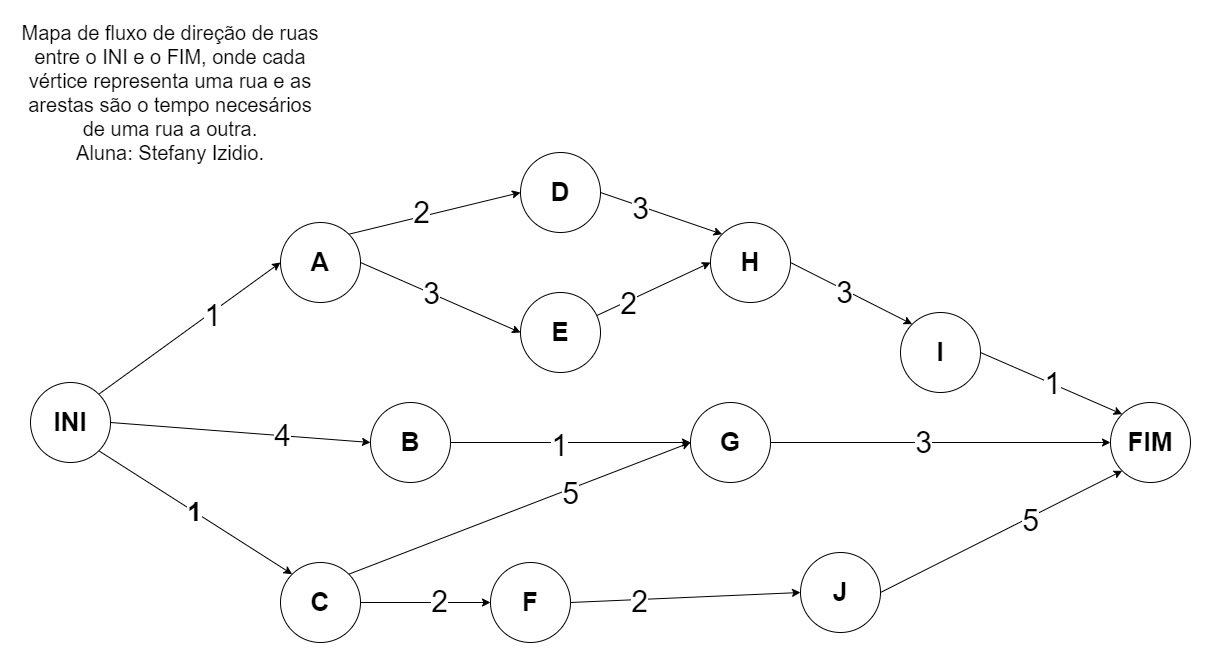 Mapa de fluxo de direção de ruas
entre o INI e o FIM, onde cada
vértice representa uma rua e as
arestas são o tempo necesários
de uma rua a outra.
Aluna: Stefany Izidio.
D
2
3
A
H
3
E
2
3
1
I
1
INI
4
B
1
G
3
FIM
5
1
5
C
2
F
2
J